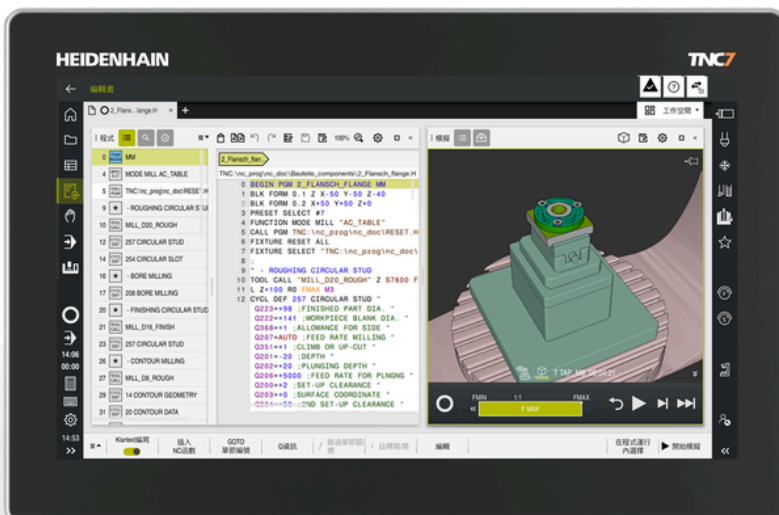 HEIDENHAIN
TNC7
編輯者
2_Flans...lange.H
工作空間
程式
100%
模擬
0 MM
4 MODE MILL AC_TABLE
5 TNC:\nc_prog\nc_doc\RESET.H
9 - ROUGHING CIRCULAR STUD
10 MILL_D20_ROUGH
12 257 CIRCULAR STUD
14 254 CIRCULAR SLOT
16 - BORE MILLING
17 208 BORE MILLING
20 - FINISHING CIRCULAR STUD
21 MILL_D16_FINISH
26 - CONTOUR MILLING
27 MILL_D8_ROUGH
29 14 CONTOUR GEOMETRY
31 20 CONTOUR DATA
2_Flansch_flan...
TNC:\nc_prog\nc_doc\Bauteile_components\2_Flansch_flange.H
0 BEGIN PGM 2_FLANSCH_FLANGE MM
1 BLK FORM 0.1 Z X-50 Y-50 Z-40
2 BLK FORM 0.2 X+50 Y+50 Z+0
3 PRESET SELECT #7
4 FUNCTION MODE MILL "AC_TABLE"
5 CALL PGM TNC:\nc_prog\nc_doc\RESET.H
6 FIXTURE RESET ALL
7 FIXTURE SELECT "TNC:\nc_prog\nc_doc
8 ;
9 * - ROUGHING CIRCULAR STUD
10 TOOL CALL "MILL_D20_ROUGH" Z S7600 F
11 L Z+100 R0 FMAX M3
12 CYCL DEF 257 CIRCULAR STUD ~
Q223=+98 ;FINISHED PART DIA. ~
Q222=+141 ;WORKPIECE BLANK DIA. ~
Q368=+1 ;ALLOWANCE FOR SIDE ~
Q207=AUTO ;FEED RATE MILLING ~
Q351=+1 ;CLIMB OR UP-CUT ~
Q201=-20 ;DEPTH ~
Q202=+20 ;PLUNGING DEPTH ~
Q206=+5000 ;FEED RATE FOR PLNGNG ~
Q200=+2 ;SET-UP CLEARANCE ~
Q203=+0 ;SURFACE COORDINATE ~
Q204=+50 ;2ND SET-UP CLEARANCE ~
FMIN
1:1
FMAX
F MAX
14:06
00:00
14:53
Klartext編寫
插入
NC函數
GOTO
單節編號
Q資訊
編輯
在程式運行
內選擇
開始模擬